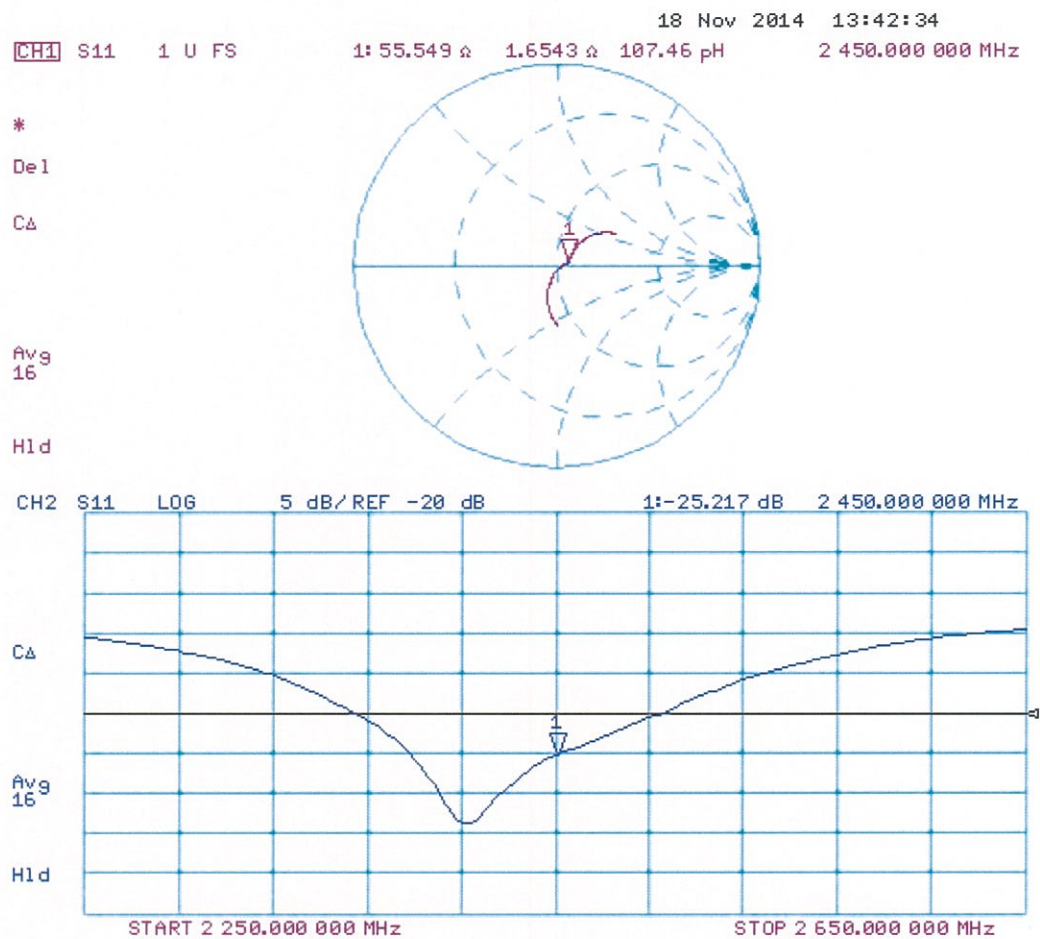 18 Nov 2014 13:42:34
CH1 S11 1 U FS 1: 55.549 Ω 1.6543 Ω 107.46 pH 2 450.000 000 MHz
*
Del
CΔ
1
Avg
16
Hld
CH2 S11 LOG 5 dB/REF -20 dB 1:-25.217 dB 2 450.000 000 MHz
CΔ
1
Avg
16
Hld
START 2 250.000 000 MHz STOP 2 650.000 000 MHz